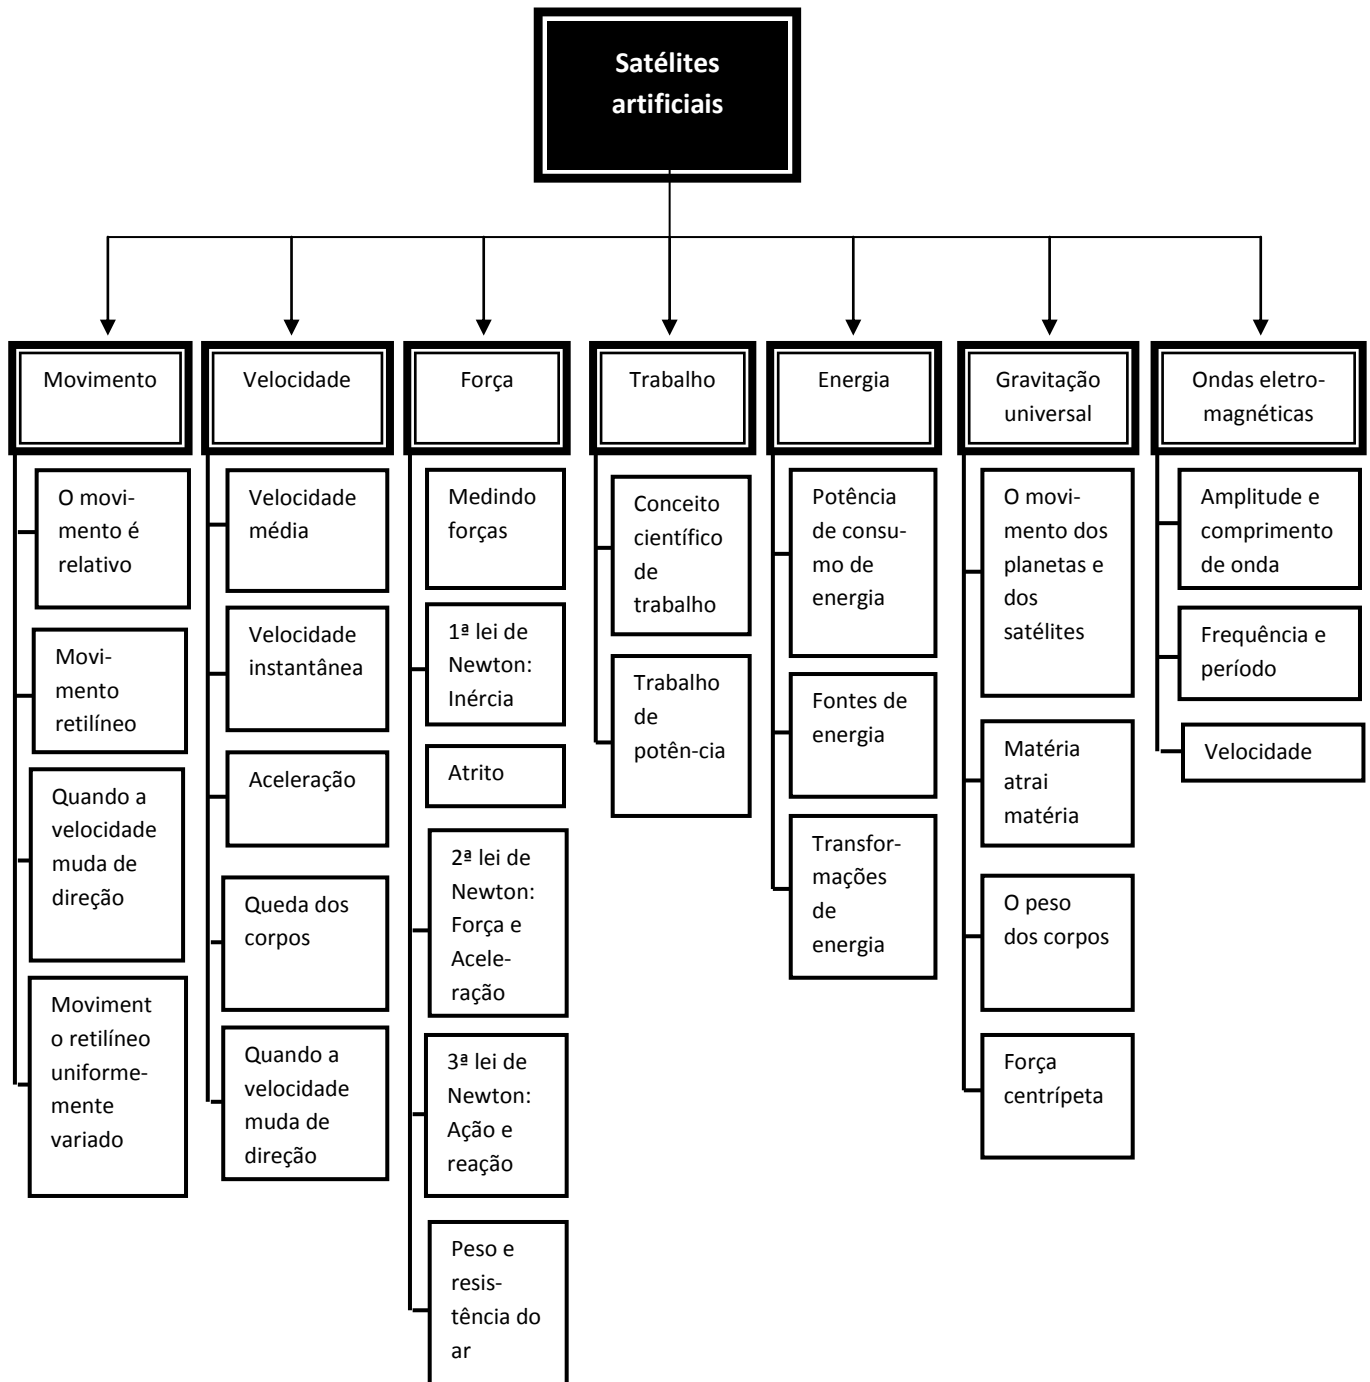 Satélites
artificiais
Movimento
Velocidade
Força
Trabalho
Energia
Gravitação
universal
Ondas eletro-
magnéticas
O movi-
mento é
relativo
Movi-
mento
retilíneo
Quando a
velocidade
muda de
direção
Moviment
o retilíneo
uniforme-
mente
variado
Velocidade
média
Velocidade
instantânea
Aceleração
Queda dos
corpos
Quando a
velocidade
muda de
direção
Medindo
forças
1ª lei de
Newton:
Inércia
Atrito
2ª lei de
Newton:
Força e
Acele-
ração
3ª lei de
Newton:
Ação e
reação
Peso e
resis-
tência do
ar
Conceito
científico
de
trabalho
Trabalho
de
potên-cia
Potência
de consu-
mo de
energia
Fontes de
energia
Transfor-
mações
de
energia
O movi-
mento dos
planetas e
dos
satélites
Matéria
atrai
matéria
O peso
dos corpos
Força
centrípeta
Amplitude e
comprimento
de onda
Frequência e
período
Velocidade